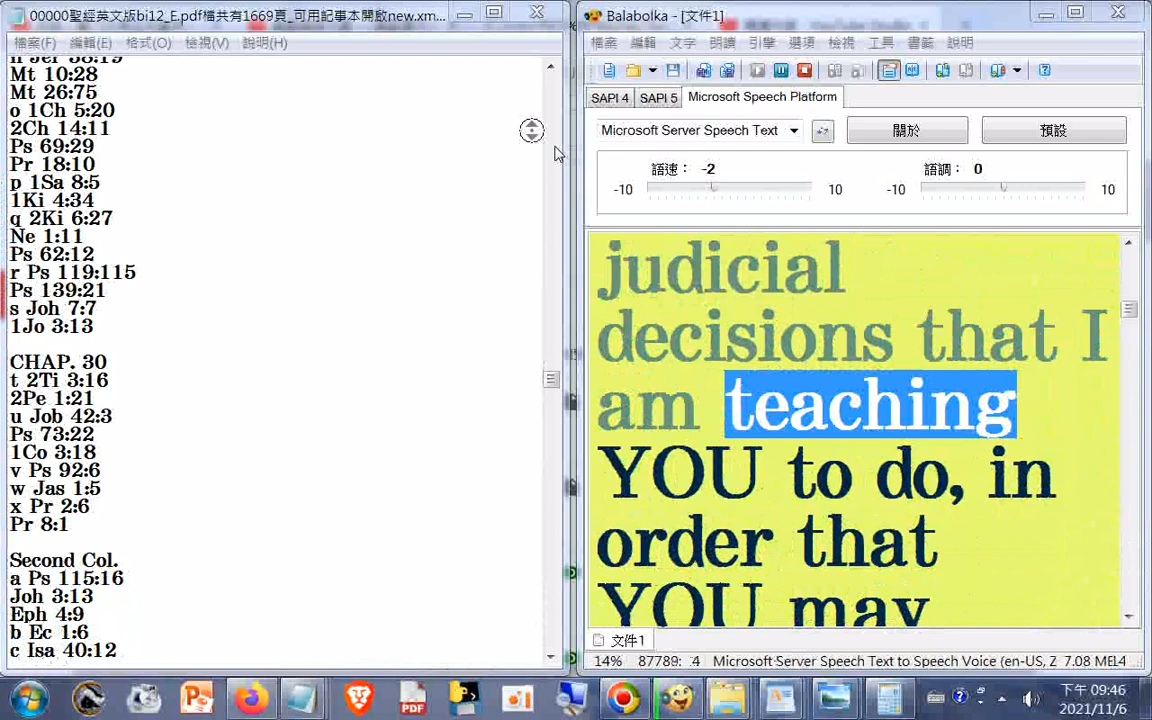 00000聖經英文版bi12_E.pdf檔共有1669頁_可用記事本開啟new.xm...
檔案(F) 編輯(E) 格式(O) 檢視(V) 說明(H)
n Jer 38:19
Mt 10:28
Mt 26:75
o 1Ch 5:20
2Ch 14:11
Ps 69:29
Pr 18:10
p 1Sa 8:5
1Ki 4:34
q 2Ki 6:27
Ne 1:11
Ps 62:12
r Ps 119:115
Ps 139:21
s Joh 7:7
1Jo 3:13
CHAP. 30
t 2Ti 3:16
2Pe 1:21
u Job 42:3
Ps 73:22
1Co 3:18
v Ps 92:6
w Jas 1:5
x Pr 2:6
Pr 8:1
Second Col.
a Ps 115:16
Joh 3:13
Eph 4:9
b Ec 1:6
c Isa 40:12
Balabolka - [文件1]
檔案 編輯 文字 朗讀 引擎 選項 檢視 工具 書籤 說明
SAPI 4 SAPI 5 Microsoft Speech Platform
Microsoft Server Speech Text 關於 預設
語速： -2 語調： 0
-10 10 -10 10
judicial
decisions that I
am teaching
YOU to do, in
order that
YOU may
文件1
14% 87789: .4 Microsoft Server Speech Text to Speech Voice (en-US, Z 7.08 ME14
PDF
下午 09:46
2021/11/6